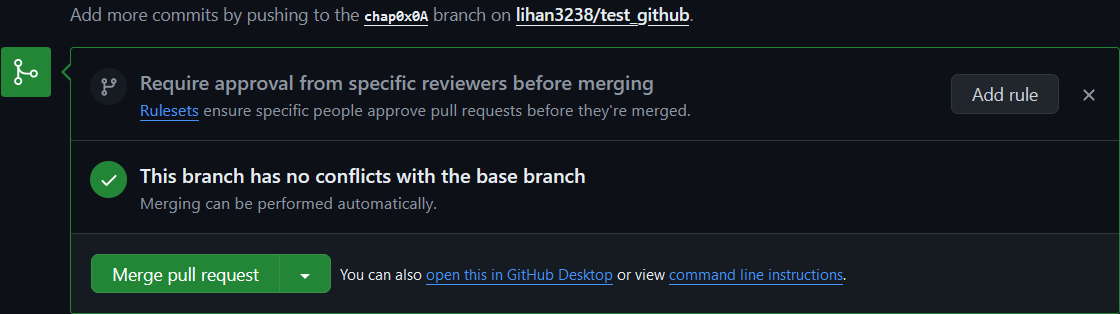 Add more commits by pushing to the chap0x0A branch on lihan3238/test_github.
Require approval from specific reviewers before merging
Rulesets ensure specific people approve pull requests before they're merged.
Add rule
This branch has no conflicts with the base branch
Merging can be performed automatically.
Merge pull request
You can also open this in GitHub Desktop or view command line instructions.